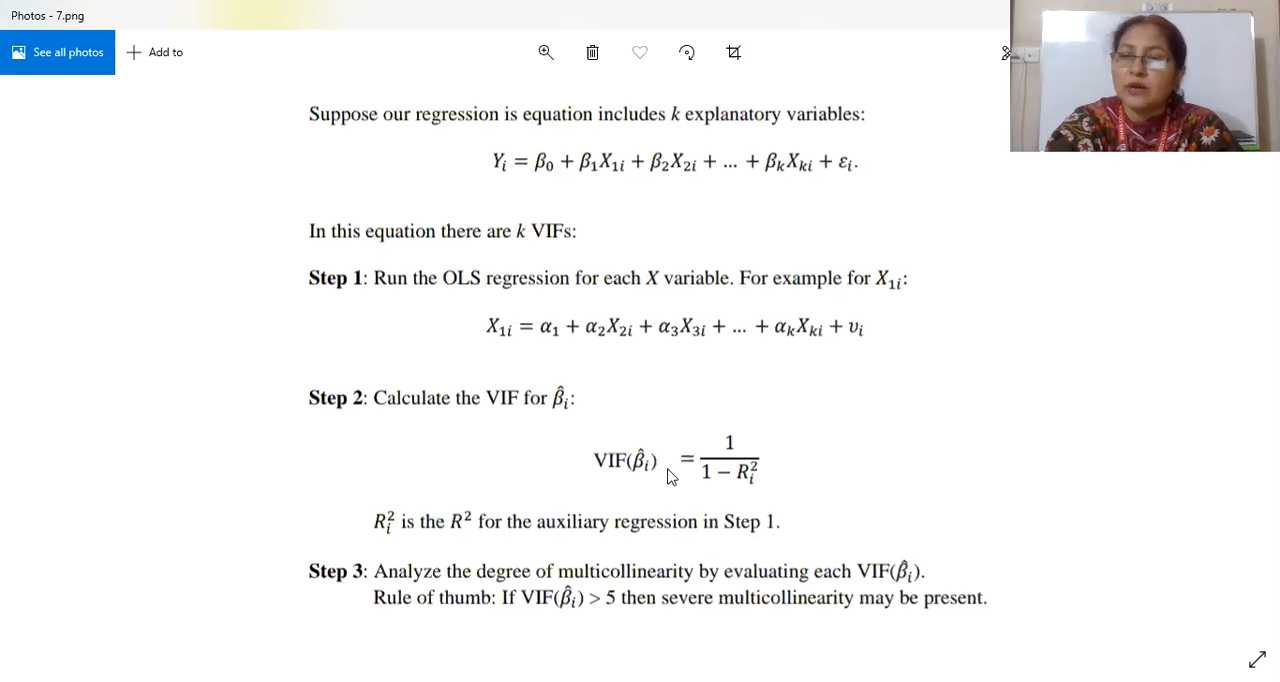 Photos - 7.png
See all photos
Add to
Suppose our regression is equation includes k explanatory variables:
Yᵢ = β₀ + β₁X₁ᵢ + β₂X₂ᵢ + ... + βₖXₖᵢ + εᵢ.
In this equation there are k VIFs:
Step 1: Run the OLS regression for each X variable. For example for X₁ᵢ:
X₁ᵢ = α₁ + α₂X₂ᵢ + α₃X₃ᵢ + ... + αₖXₖᵢ + υᵢ
Step 2: Calculate the VIF for β̂ᵢ:
VIF(β̂ᵢ) = 1 / (1 − Rᵢ²)
Rᵢ² is the R² for the auxiliary regression in Step 1.
Step 3: Analyze the degree of multicollinearity by evaluating each VIF(β̂ᵢ).
Rule of thumb: If VIF(β̂ᵢ) > 5 then severe multicollinearity may be present.